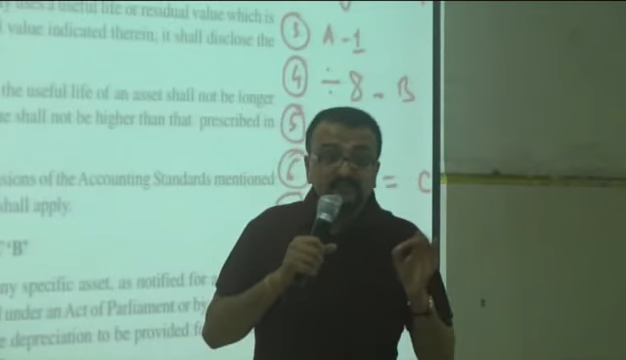 uses a useful life or residual value which is
value indicated therein; it shall disclose the
3 A-1
4 ÷ 8 - B
the useful life of an asset shall not be longer
shall not be higher than that prescribed in
5
sions of the Accounting Standards mentioned
6 = C
shall apply.
'B'
ny specific asset, as notified for
under an Act of Parliament or by
depreciation to be provided